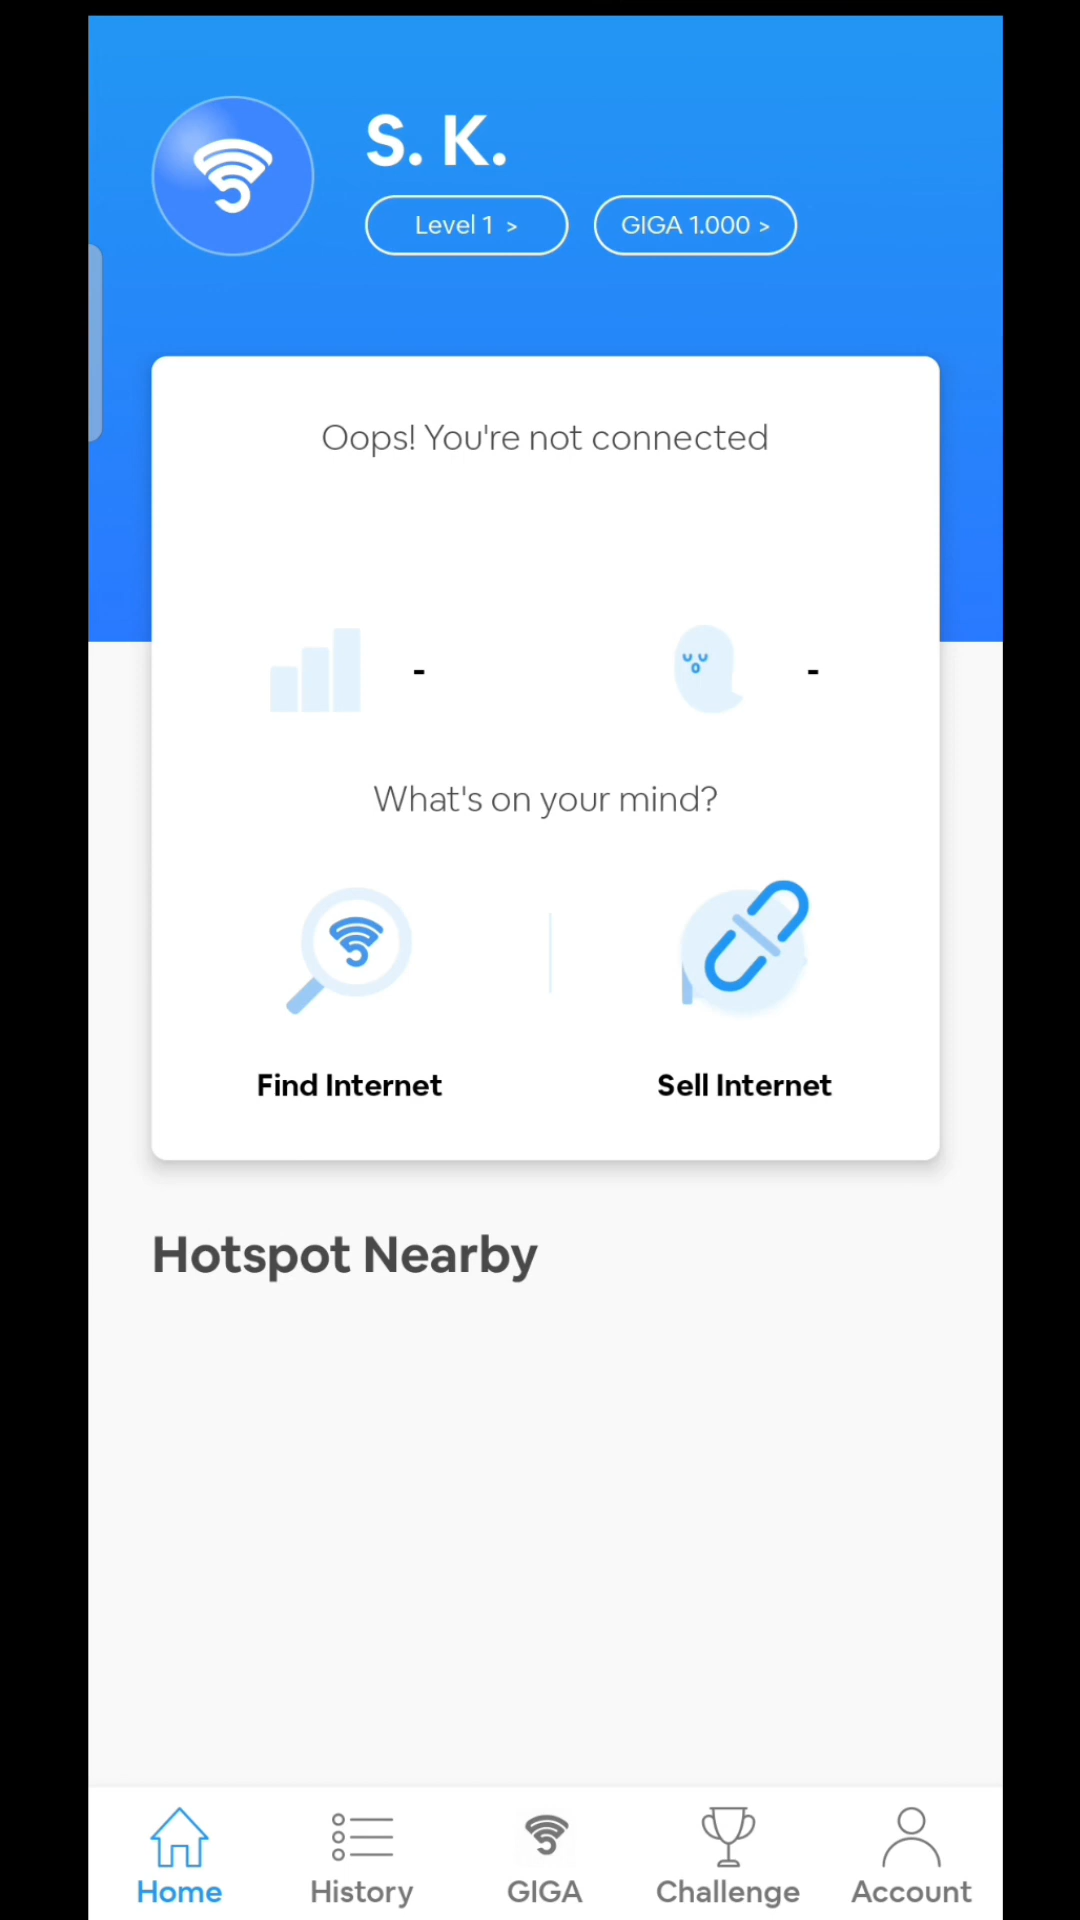 S. K.
Level 1 >
GIGA 1.000 >
Oops! You're not connected
-
-
What's on your mind?
Find Internet
Sell Internet
Hotspot Nearby
Home
History
GIGA
Challenge
Account